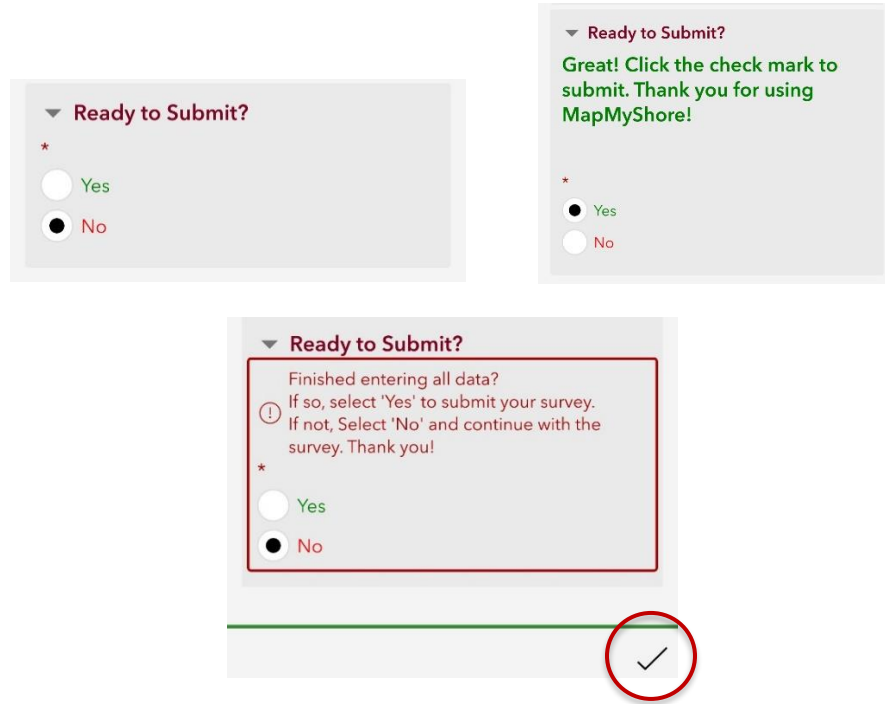 Ready to Submit?
*
Yes
No
Ready to Submit?
Great! Click the check mark to
submit. Thank you for using
MapMyShore!
*
Yes
No
Ready to Submit?
Finished entering all data?
If so, select 'Yes' to submit your survey.
If not, Select 'No' and continue with the
survey. Thank you!
*
Yes
No